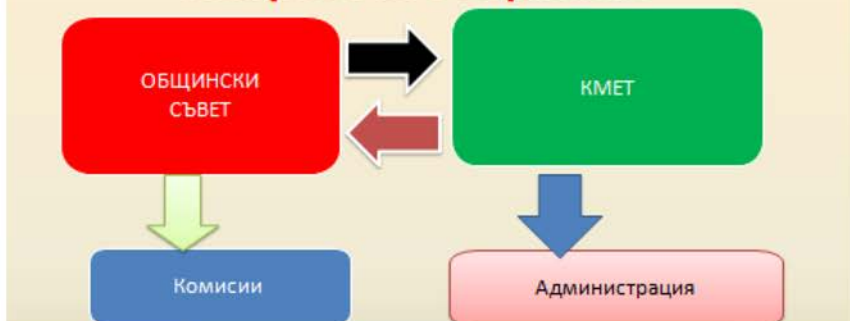 ОБЩИНСКИ
СЪВЕТ
КМЕТ
Комисии
Администрация